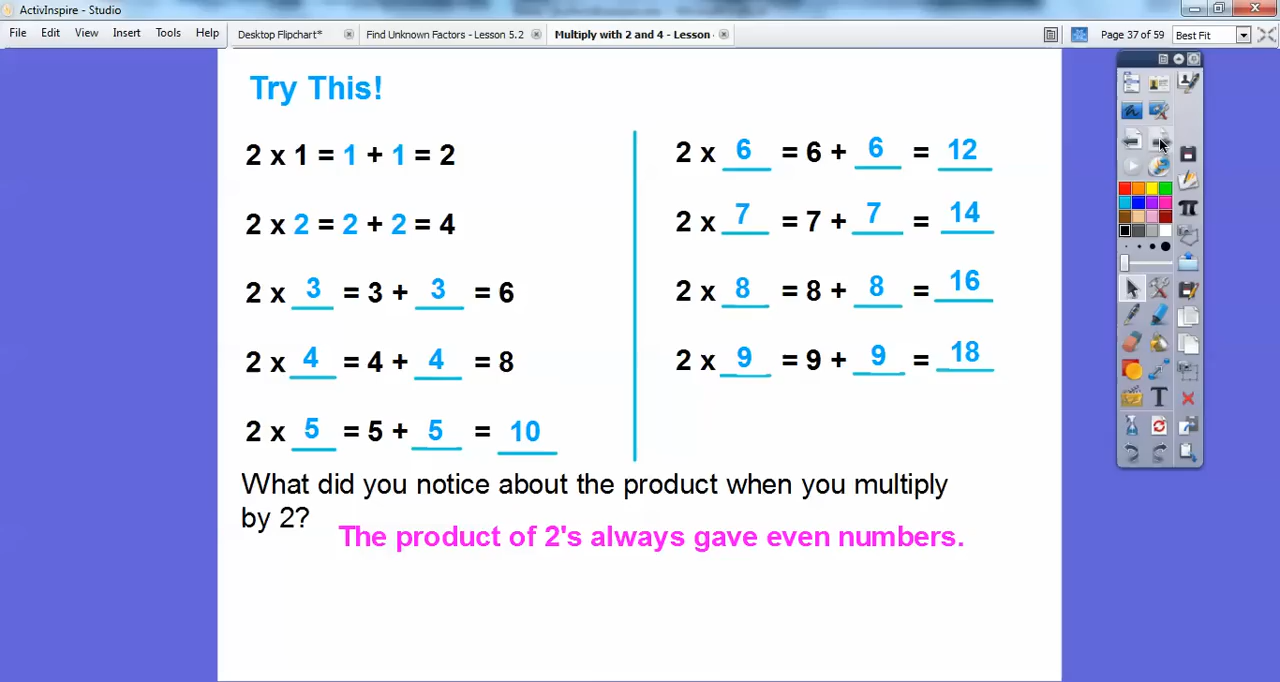 ActivInspire - Studio
File Edit View Insert Tools Help
Desktop Flipchart* Find Unknown Factors - Lesson 5.2 Multiply with 2 and 4 - Lesson
Page 37 of 59 Best Fit
Try This!
2 x 1 = 1 + 1 = 2
2 x 2 = 2 + 2 = 4
2 x 3 = 3 + 3 = 6
2 x 4 = 4 + 4 = 8
2 x 5 = 5 + 5 = 10
2 x 6 = 6 + 6 = 12
2 x 7 = 7 + 7 = 14
2 x 8 = 8 + 8 = 16
2 x 9 = 9 + 9 = 18
What did you notice about the product when you multiply
by 2?
The product of 2's always gave even numbers.